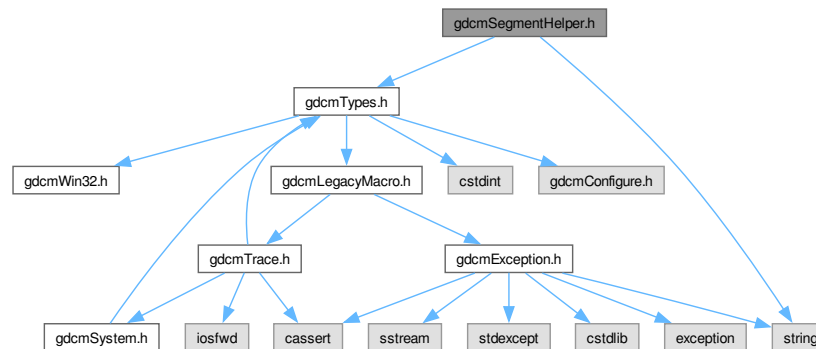 gdcmSegmentHelper.h
gdcmTypes.h
gdcmWin32.h
gdcmLegacyMacro.h
cstdint
gdcmConfigure.h
gdcmTrace.h
gdcmException.h
gdcmSystem.h
iosfwd
cassert
sstream
stdexcept
cstdlib
exception
string